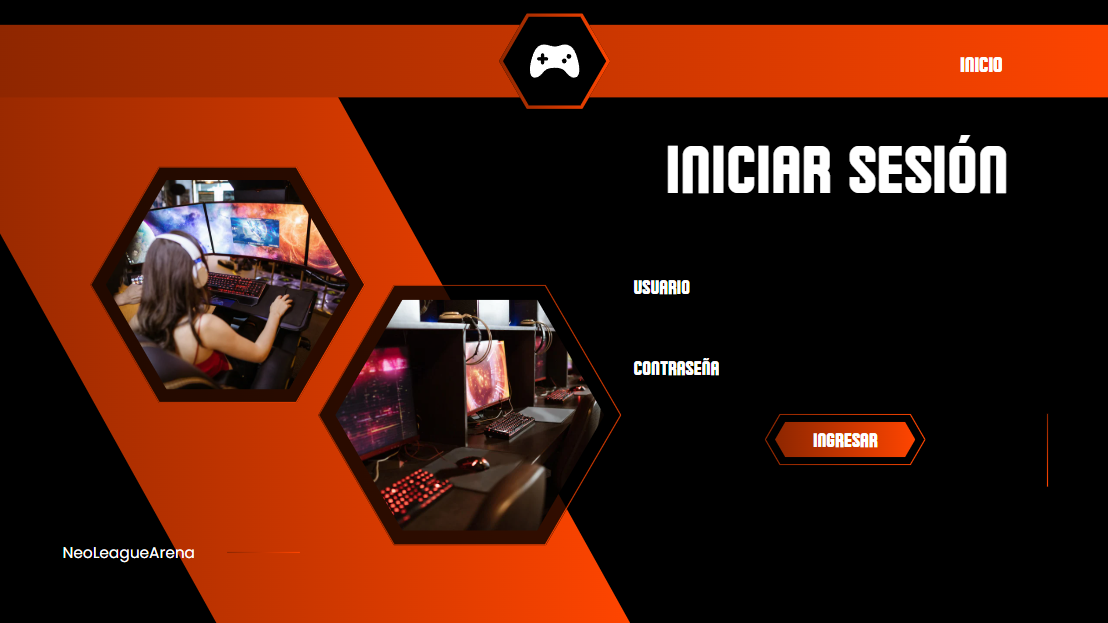 INICIO
INICIAR SESIÓN
USUARIO
CONTRASEÑA
INGRESAR
NeoLeagueArena